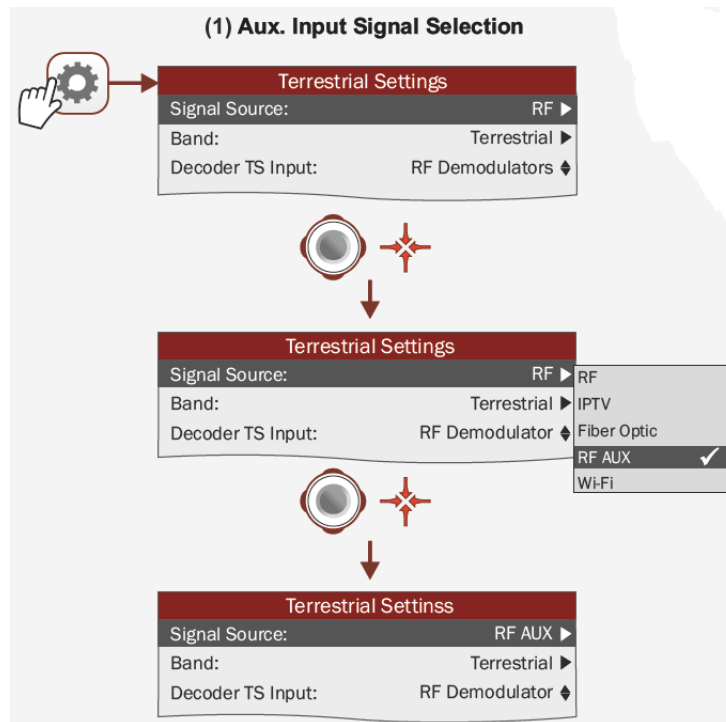 (1) Aux. Input Signal Selection
Terrestrial Settings
Signal Source: RF
Band: Terrestrial
Decoder TS Input: RF Demodulators
Terrestrial Settings
Signal Source: RF
Band: Terrestrial
Decoder TS Input: RF Demodulator
RF
IPTV
Fiber Optic
RF AUX
Wi-Fi
Terrestrial Settinss
Signal Source: RF AUX
Band: Terrestrial
Decoder TS Input: RF Demodulator